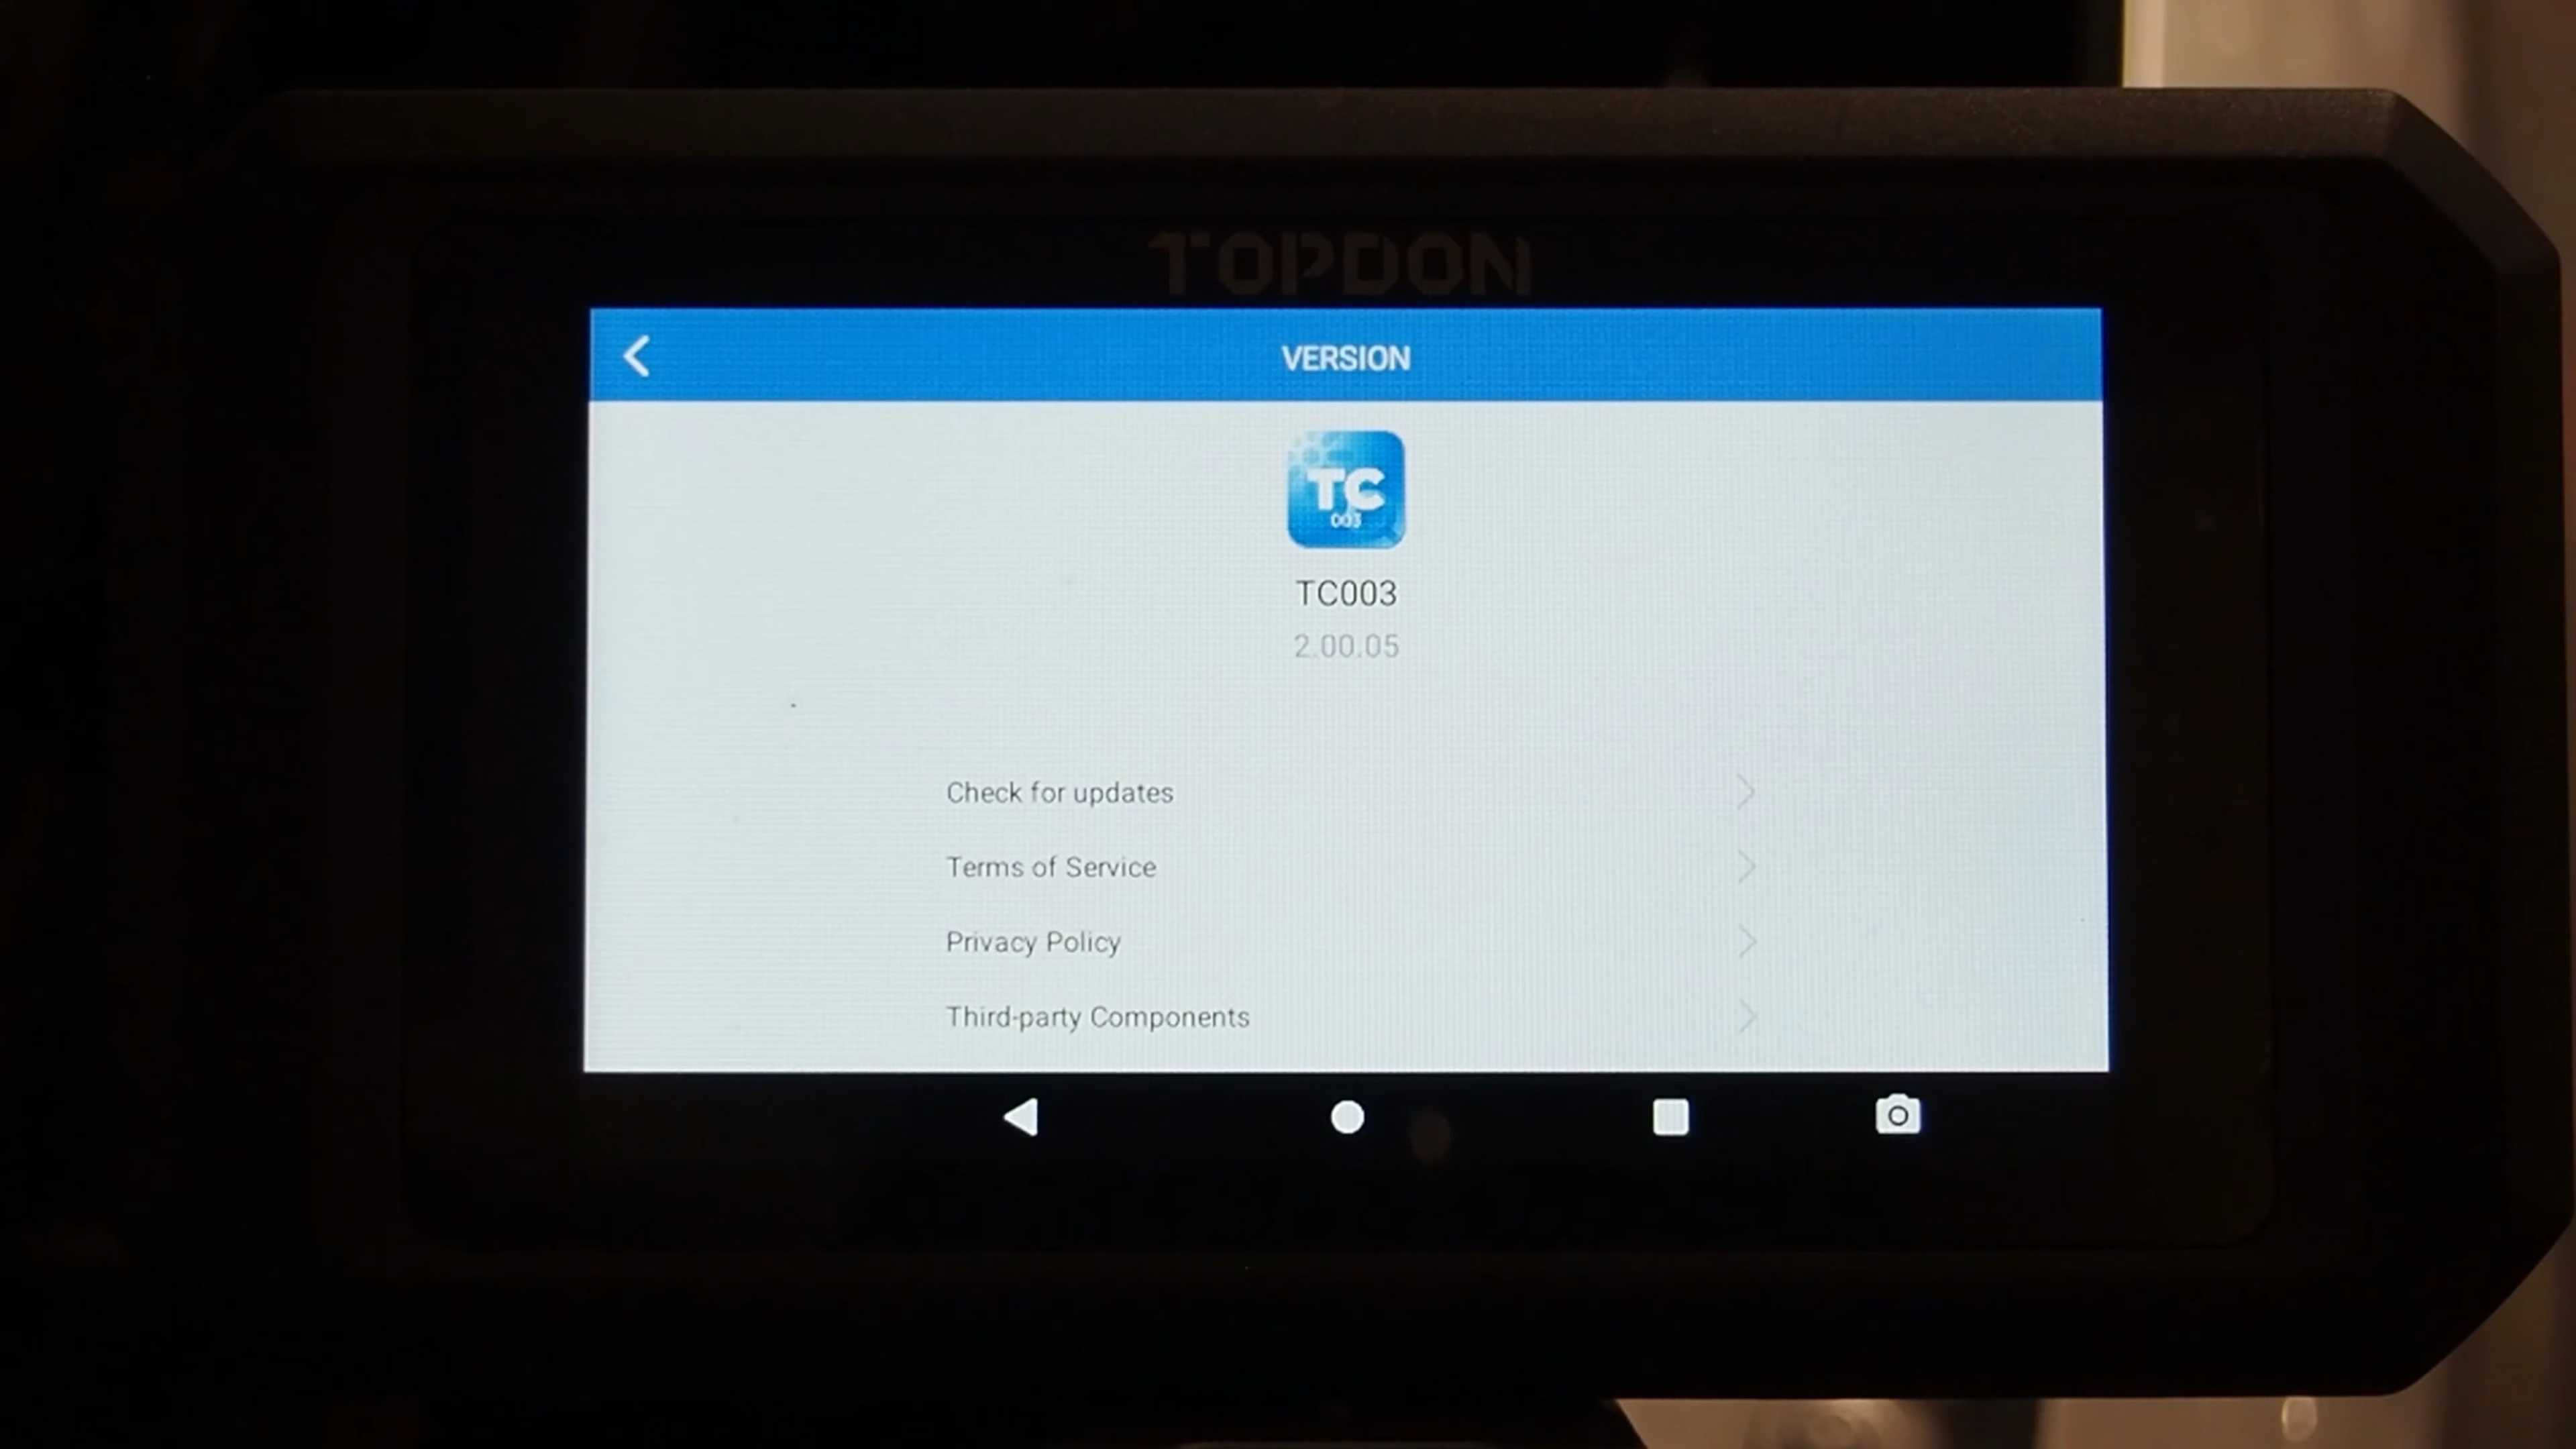 TOPDON
VERSION
TC
003
TC003
2.00.05
Check for updates
Terms of Service
Privacy Policy
Third-party Components